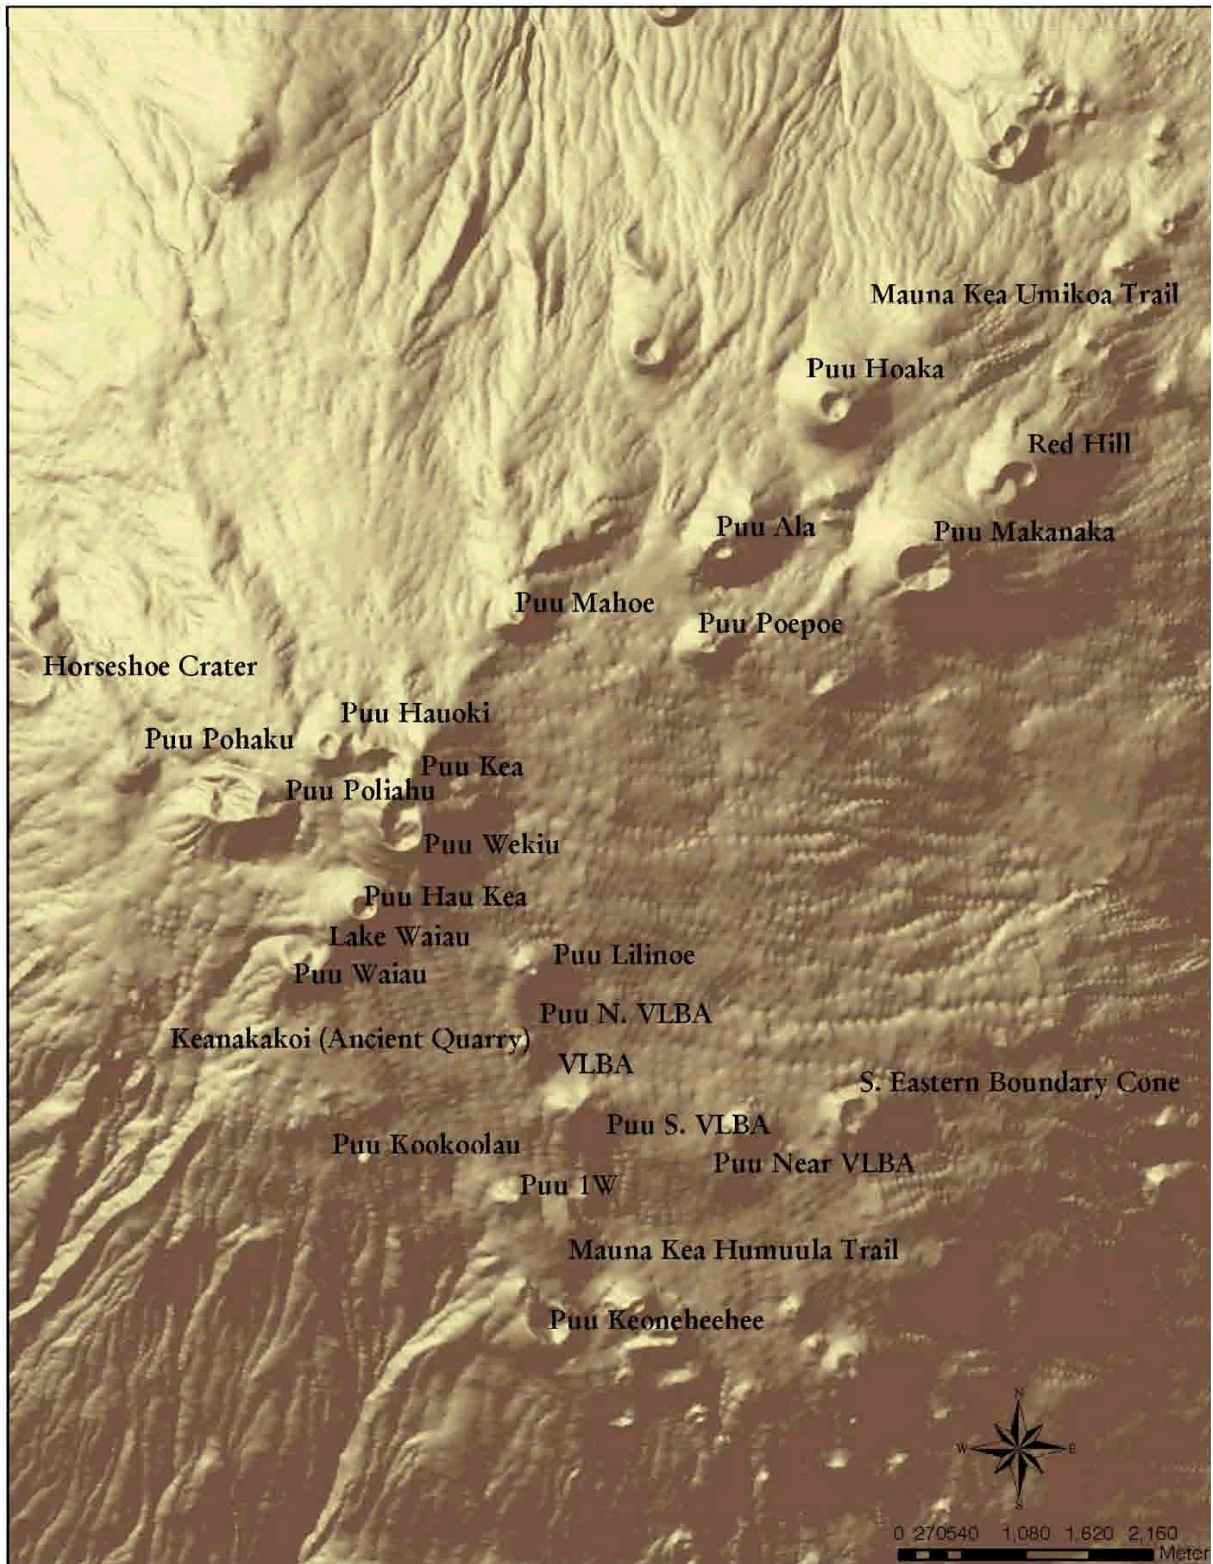 Mauna Kea Umikoa Trail
Puu Hoaka
Red Hill
Puu Ala
Puu Makanaka
Puu Mahoe
Puu Poepoe
Horseshoe Crater
Puu Hauoki
Puu Pohaku
Puu Kea
Puu Poliahu
Puu Wekiu
Puu Hau Kea
Lake Waiau
Puu Lilinoe
Puu Waiau
Puu N. VLBA
Keanakakoi (Ancient Quarry)
VLBA
S. Eastern Boundary Cone
Puu S. VLBA
Puu Kookoolau
Puu Near VLBA
Puu 1W
Mauna Kea Humuula Trail
Puu Keoneheehee
N
W E
S
0 270540 1,080 1,620 2,160
Meter